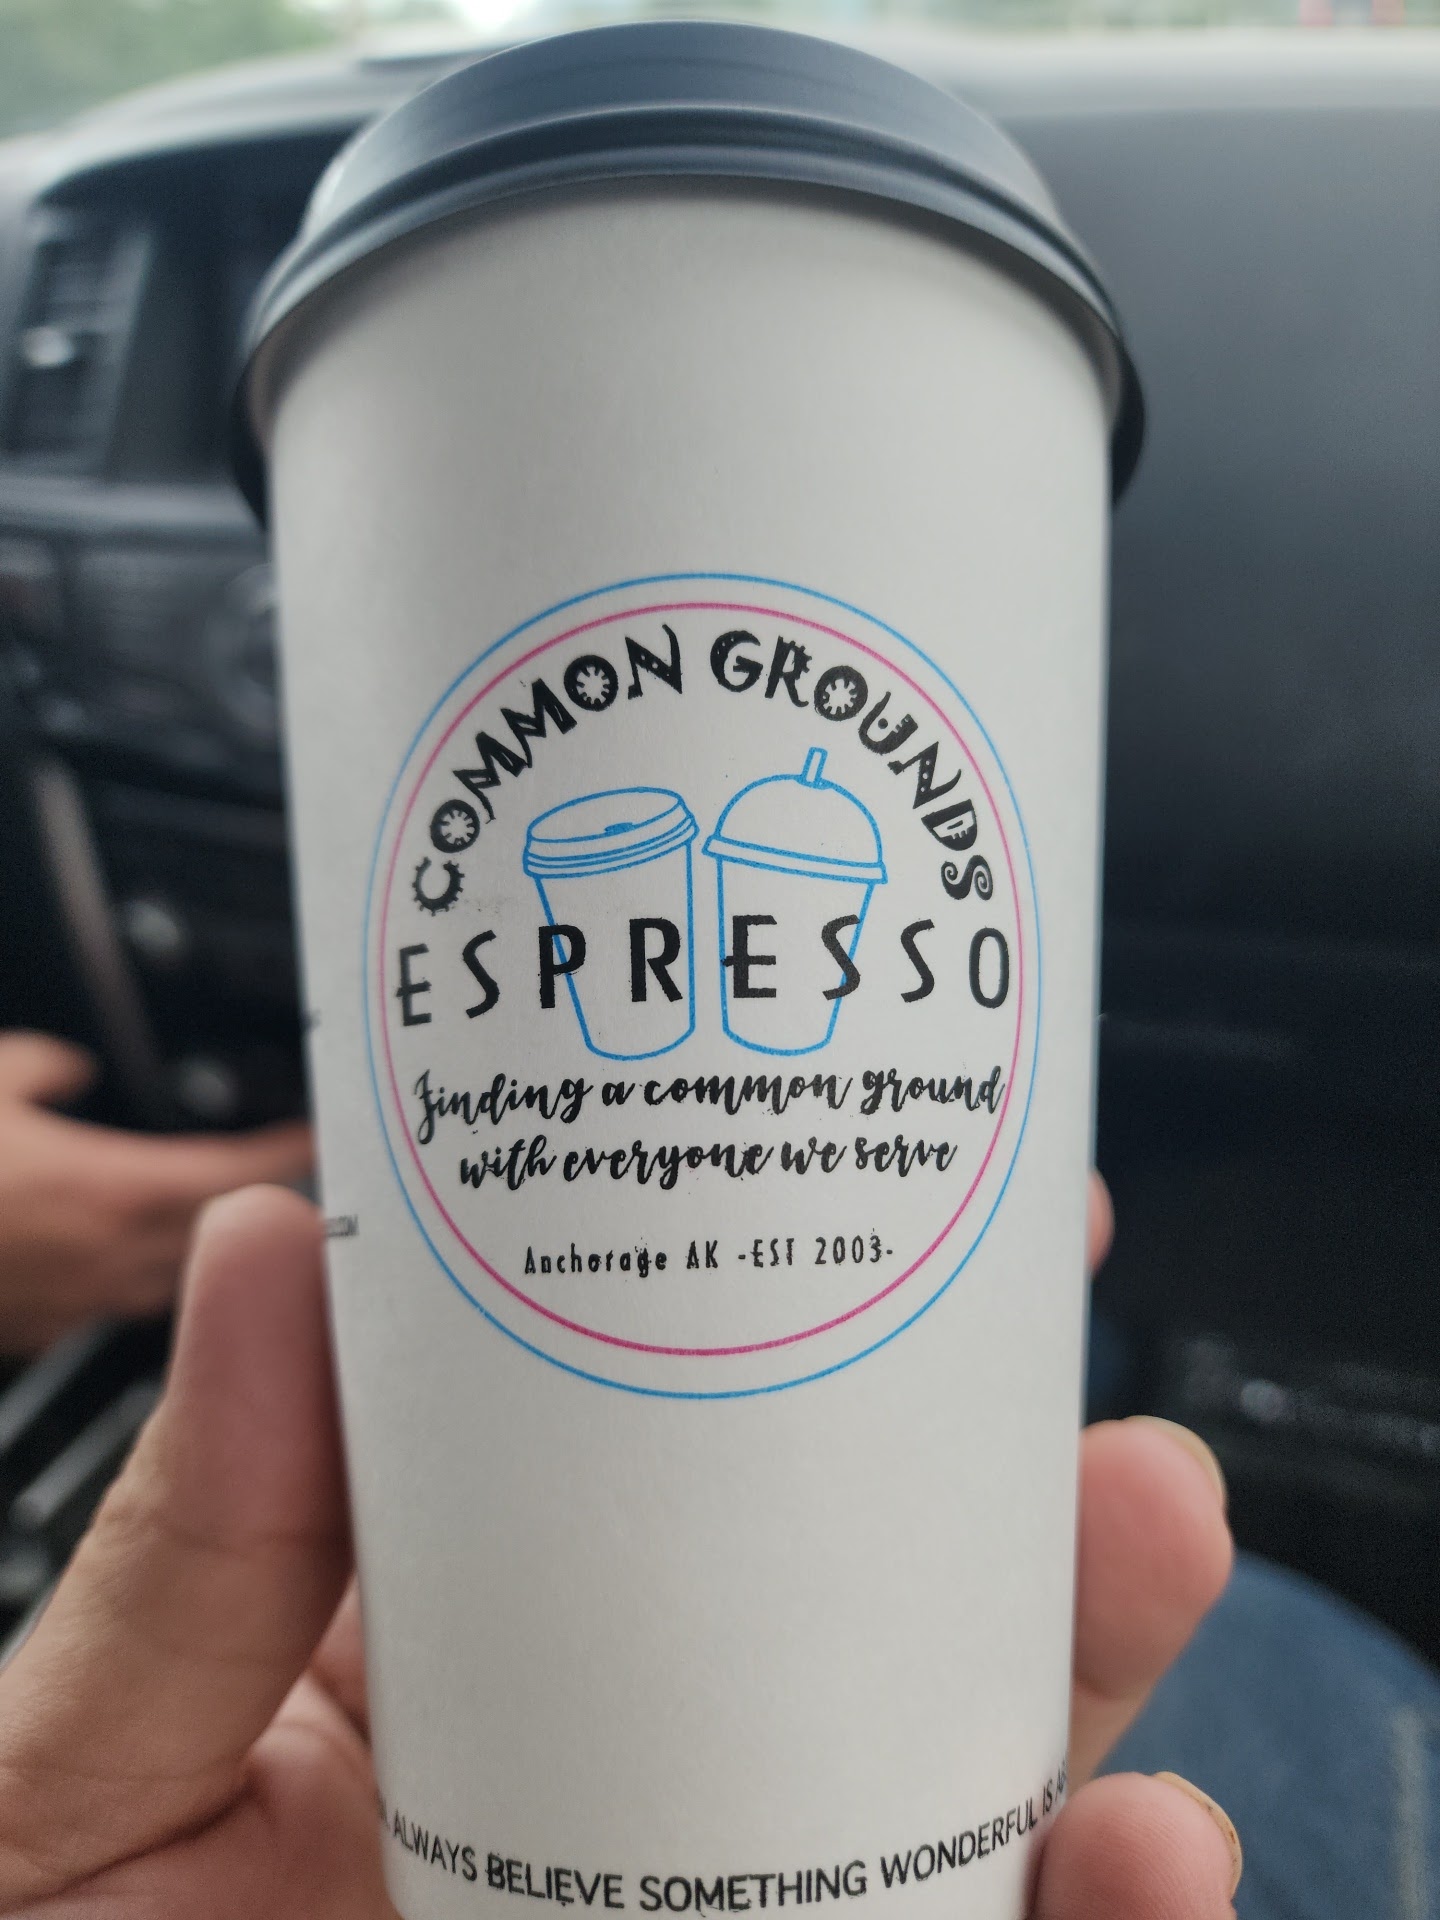 COMMON GROUNDS
ESPRESSO
Finding a common ground
with everyone we serve
Anchorage AK -EST 2003-
ALWAYS BELIEVE SOMETHING WONDERFUL IS